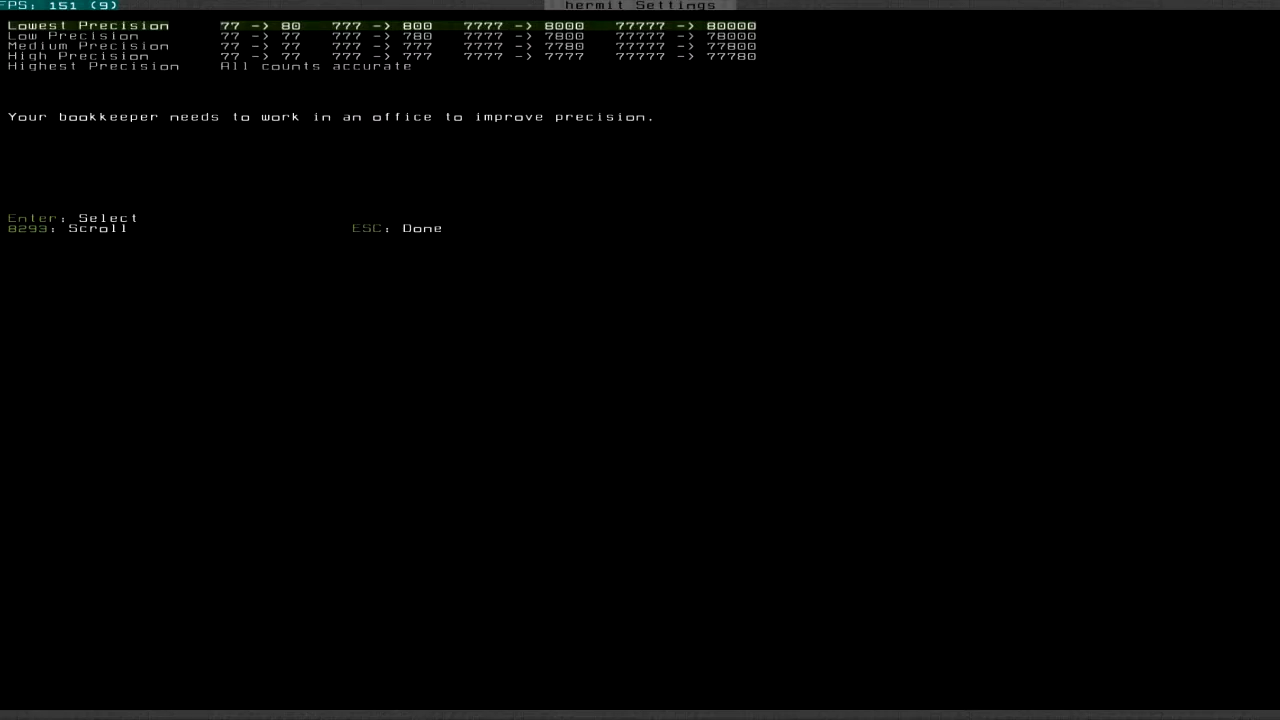 FPS: 151 (9)
hermit Settings
Lowest Precision 77 -> 80 777 -> 800 7777 -> 8000 77777 -> 80000
Low Precision 77 -> 77 777 -> 780 7777 -> 7800 77777 -> 78000
Medium Precision 77 -> 77 777 -> 777 7777 -> 7780 77777 -> 77800
High Precision 77 -> 77 777 -> 777 7777 -> 7777 77777 -> 77780
Highest Precision All counts accurate
Your bookkeeper needs to work in an office to improve precision.
Enter: Select
8293: Scroll ESC: Done